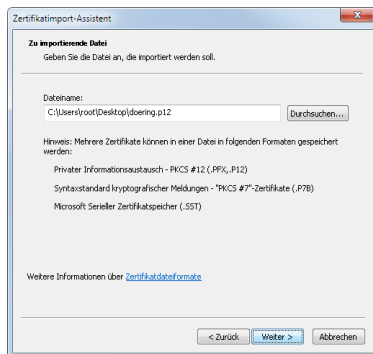 Zertifikatimport-Assistent
Zu importierende Datei
Geben Sie die Datei an, die importiert werden soll.
Dateiname:
C:\Users\root\Desktop\doering.p12
Durchsuchen...
Hinweis: Mehrere Zertifikate können in einer Datei in folgenden Formaten gespeichert
werden:
Privater Informationsaustausch - PKCS #12 (.PFX,.P12)
Syntaxstandard kryptografischer Meldungen - "PKCS #7"-Zertifikate (.P7B)
Microsoft Serieller Zertifikatspeicher (.SST)
Weitere Informationen über Zertifikatdateiformate
< Zurück Weiter > Abbrechen